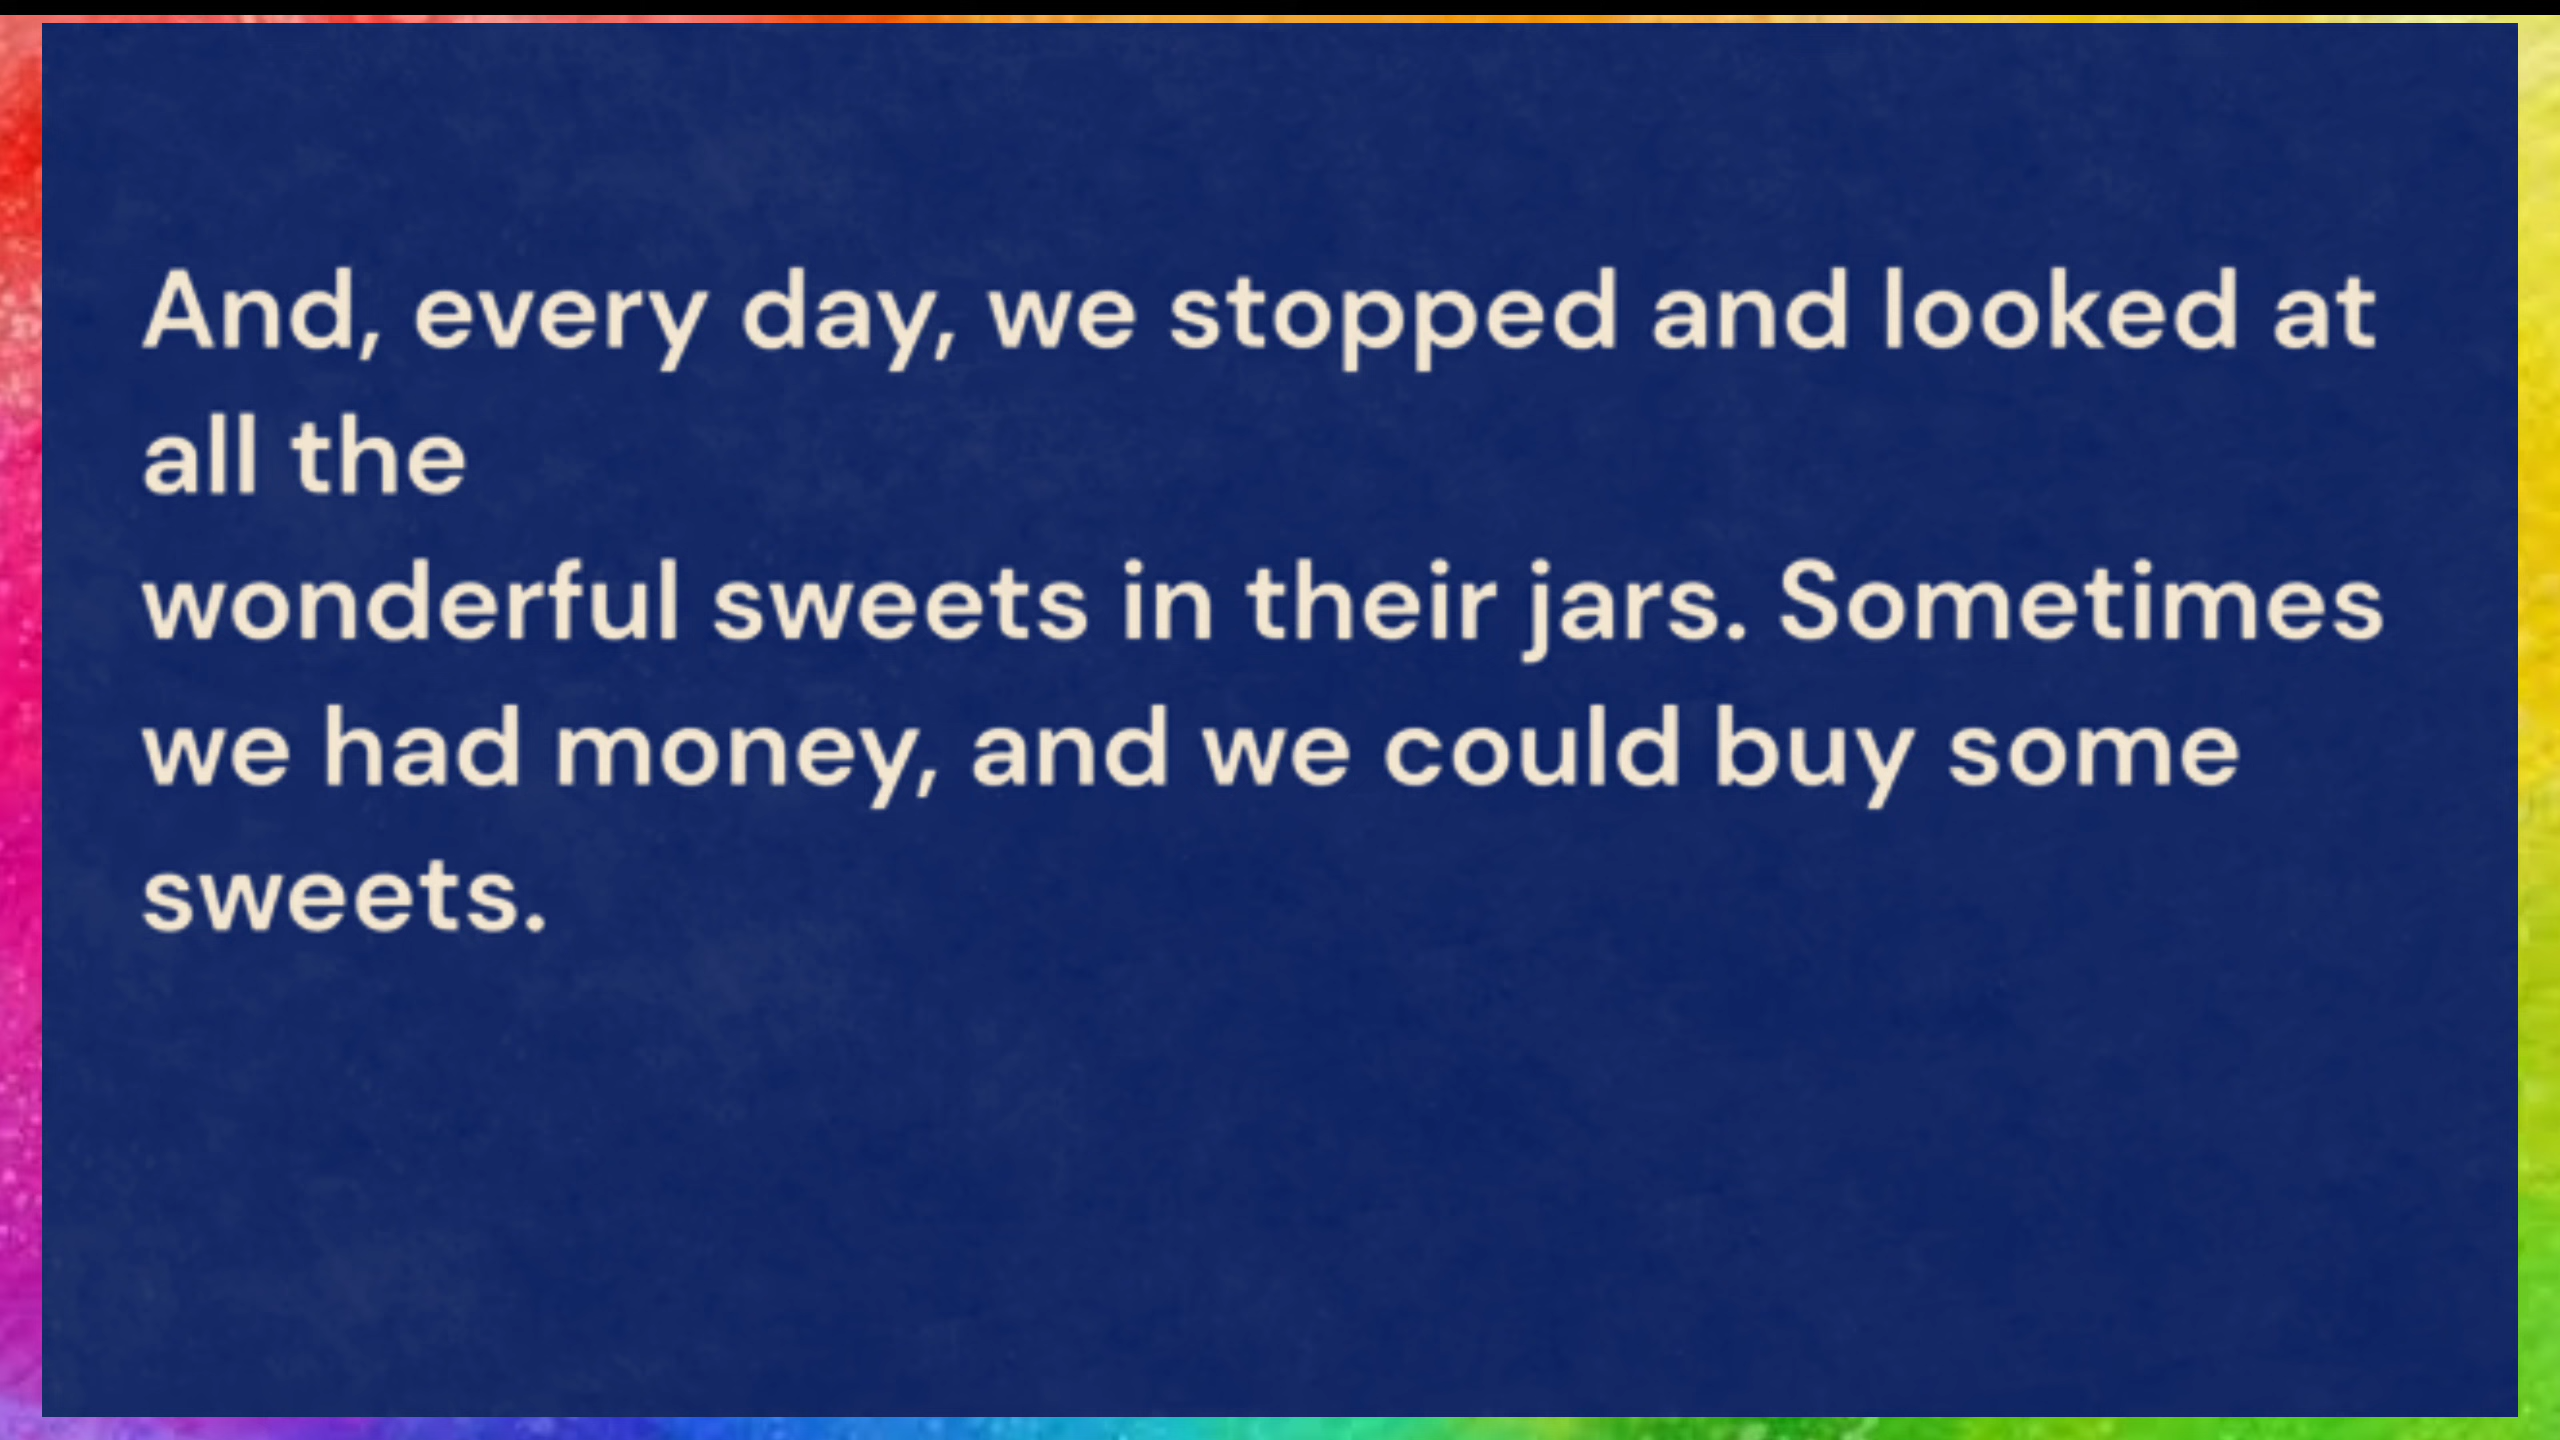 And, every day, we stopped and looked at
all the
wonderful sweets in their jars. Sometimes
we had money, and we could buy some
sweets.